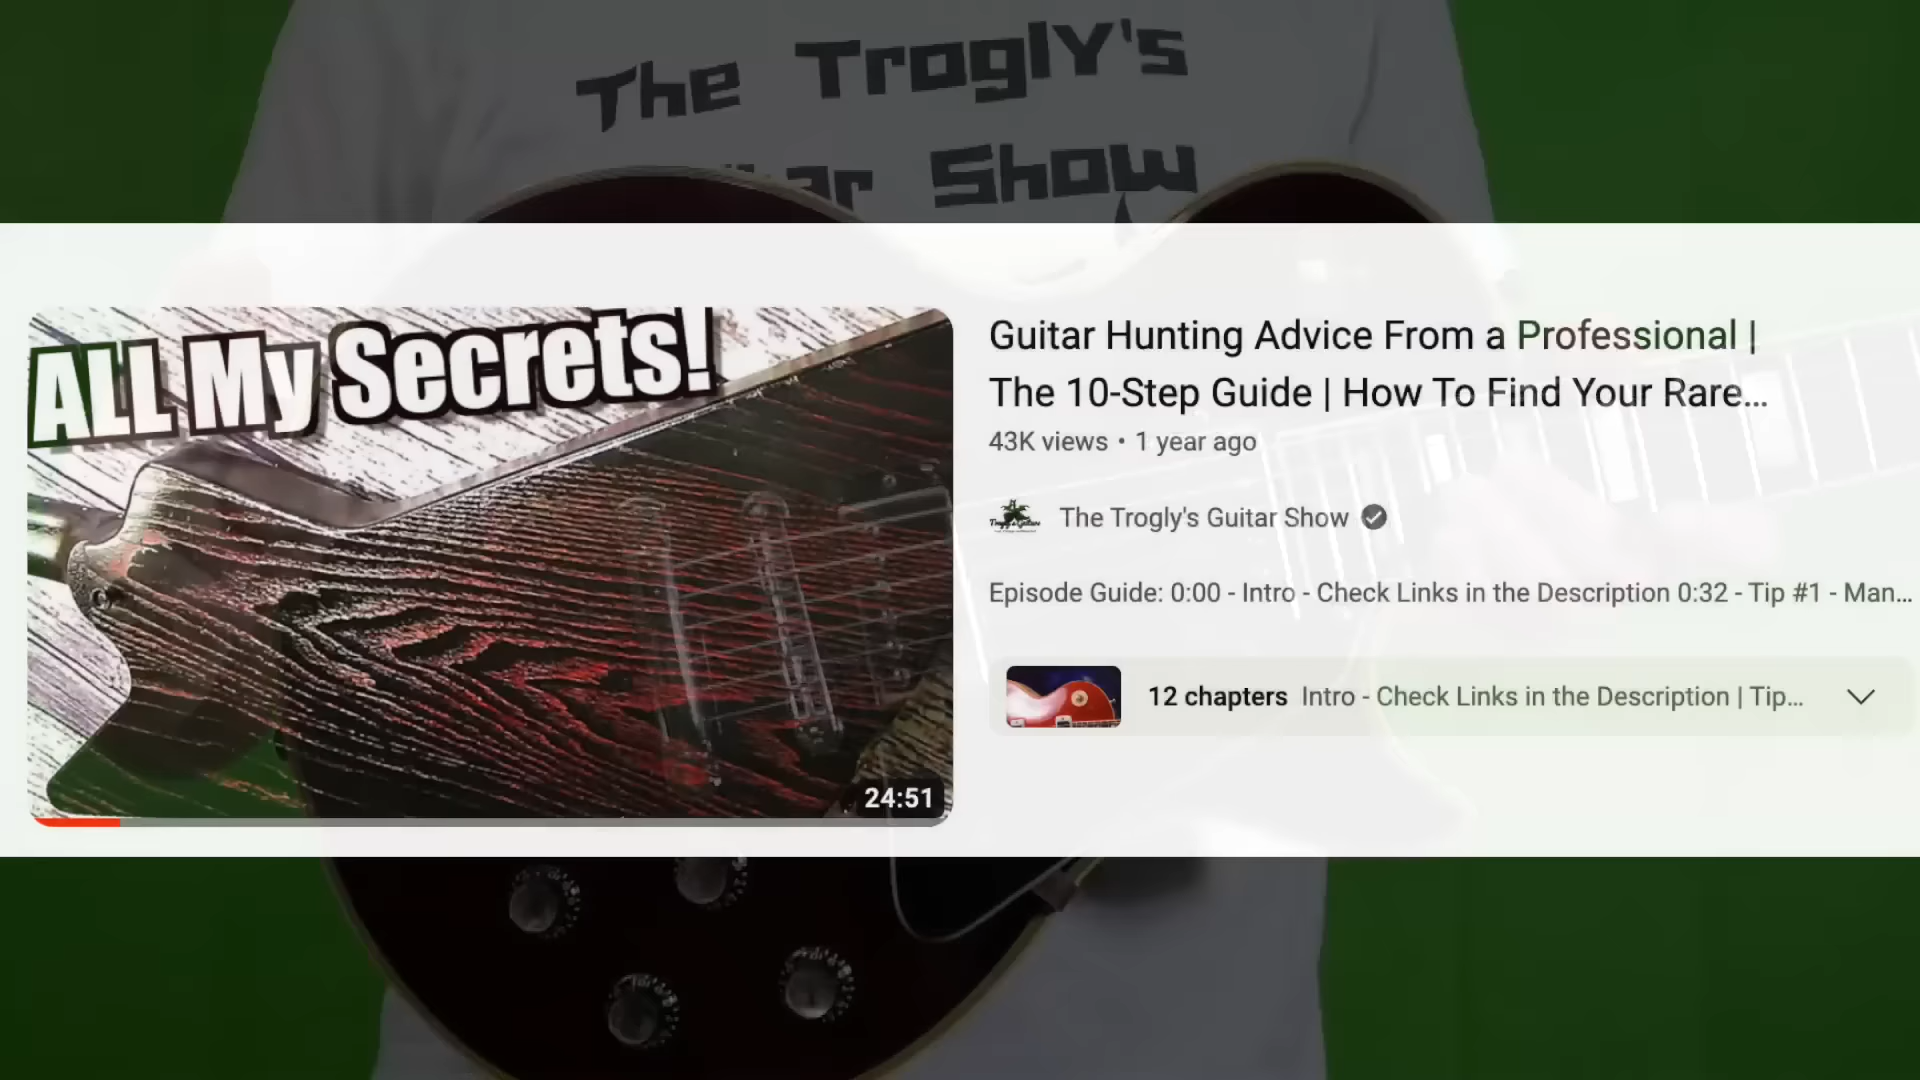 The Trogly's
Show
ALL My Secrets!
24:51
Guitar Hunting Advice From a Professional |
The 10-Step Guide | How To Find Your Rare...
43K views • 1 year ago
The Trogly's Guitar Show
Episode Guide: 0:00 - Intro - Check Links in the Description 0:32 - Tip #1 - Man...
12 chapters Intro - Check Links in the Description | Tip...